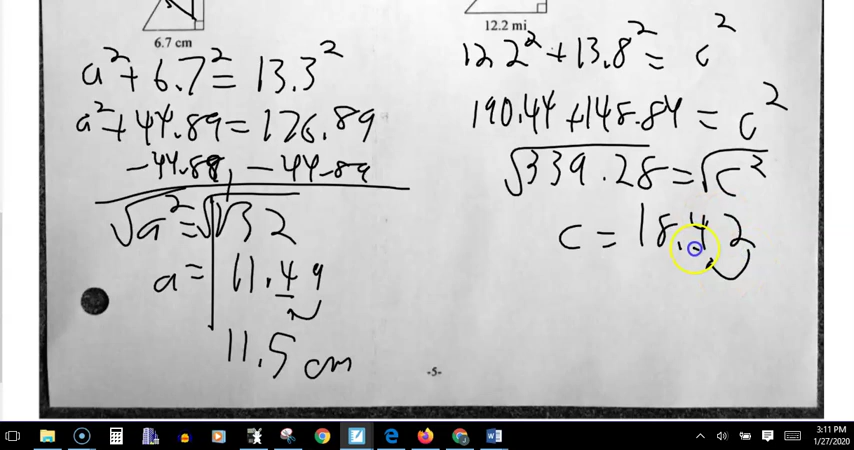 6.7 cm
a² + 6.7² = 13.3²
a² + 44.89 = 176.89
-44.89, -44.89
√a² = √132
a = 11.49
11.5 cm
12.2 mi
12.2² + 13.8² = c²
190.44 + 148.84 = c²
√339.28 = √c²
c = 18.42
-5-
3:11 PM
1/27/2020